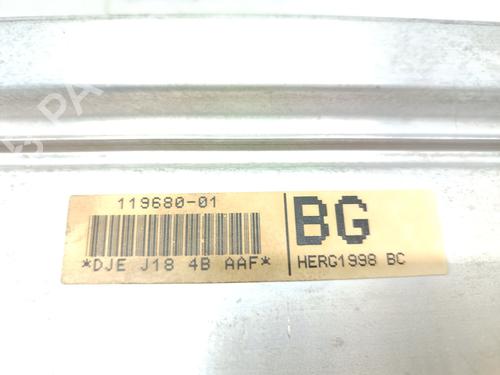 119680-01
*DJE J18 4B AAF*
BG
HERG1998 BC